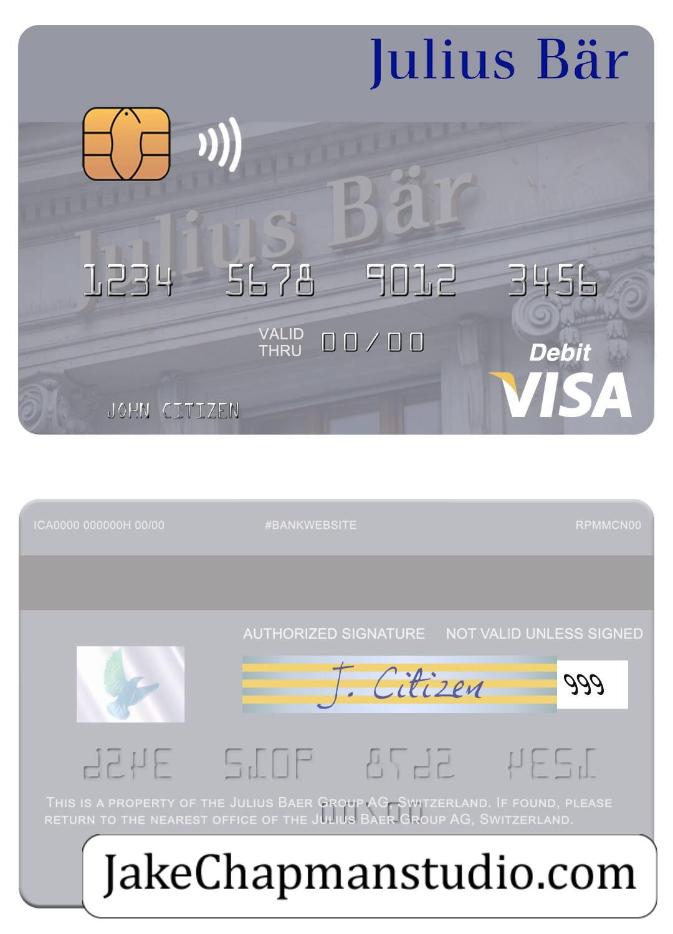 Julius Bär
Julius Bär
1234 5678 9012 3456
VALID THRU 00/00
Debit
VISA
JOHN CITIZEN
ICA0000 000000H 00/00 #BANKWEBSITE RPMMCN00
AUTHORIZED SIGNATURE NOT VALID UNLESS SIGNED
J. Citizen 999
THIS IS A PROPERTY OF THE JULIUS BAER GROUP AG, SWITZERLAND. IF FOUND, PLEASE
RETURN TO THE NEAREST OFFICE OF THE JULIUS BAER GROUP AG, SWITZERLAND.
JakeChapmanstudio.com